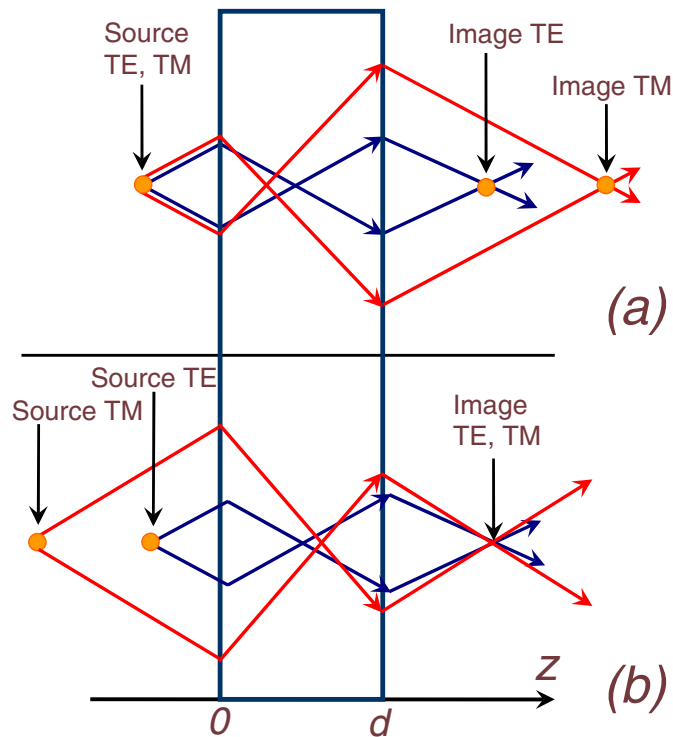 Source
TE, TM
Image TE
Image TM
(a)
Source TE
Source TM
Image
TE, TM
z
(b)
0
d